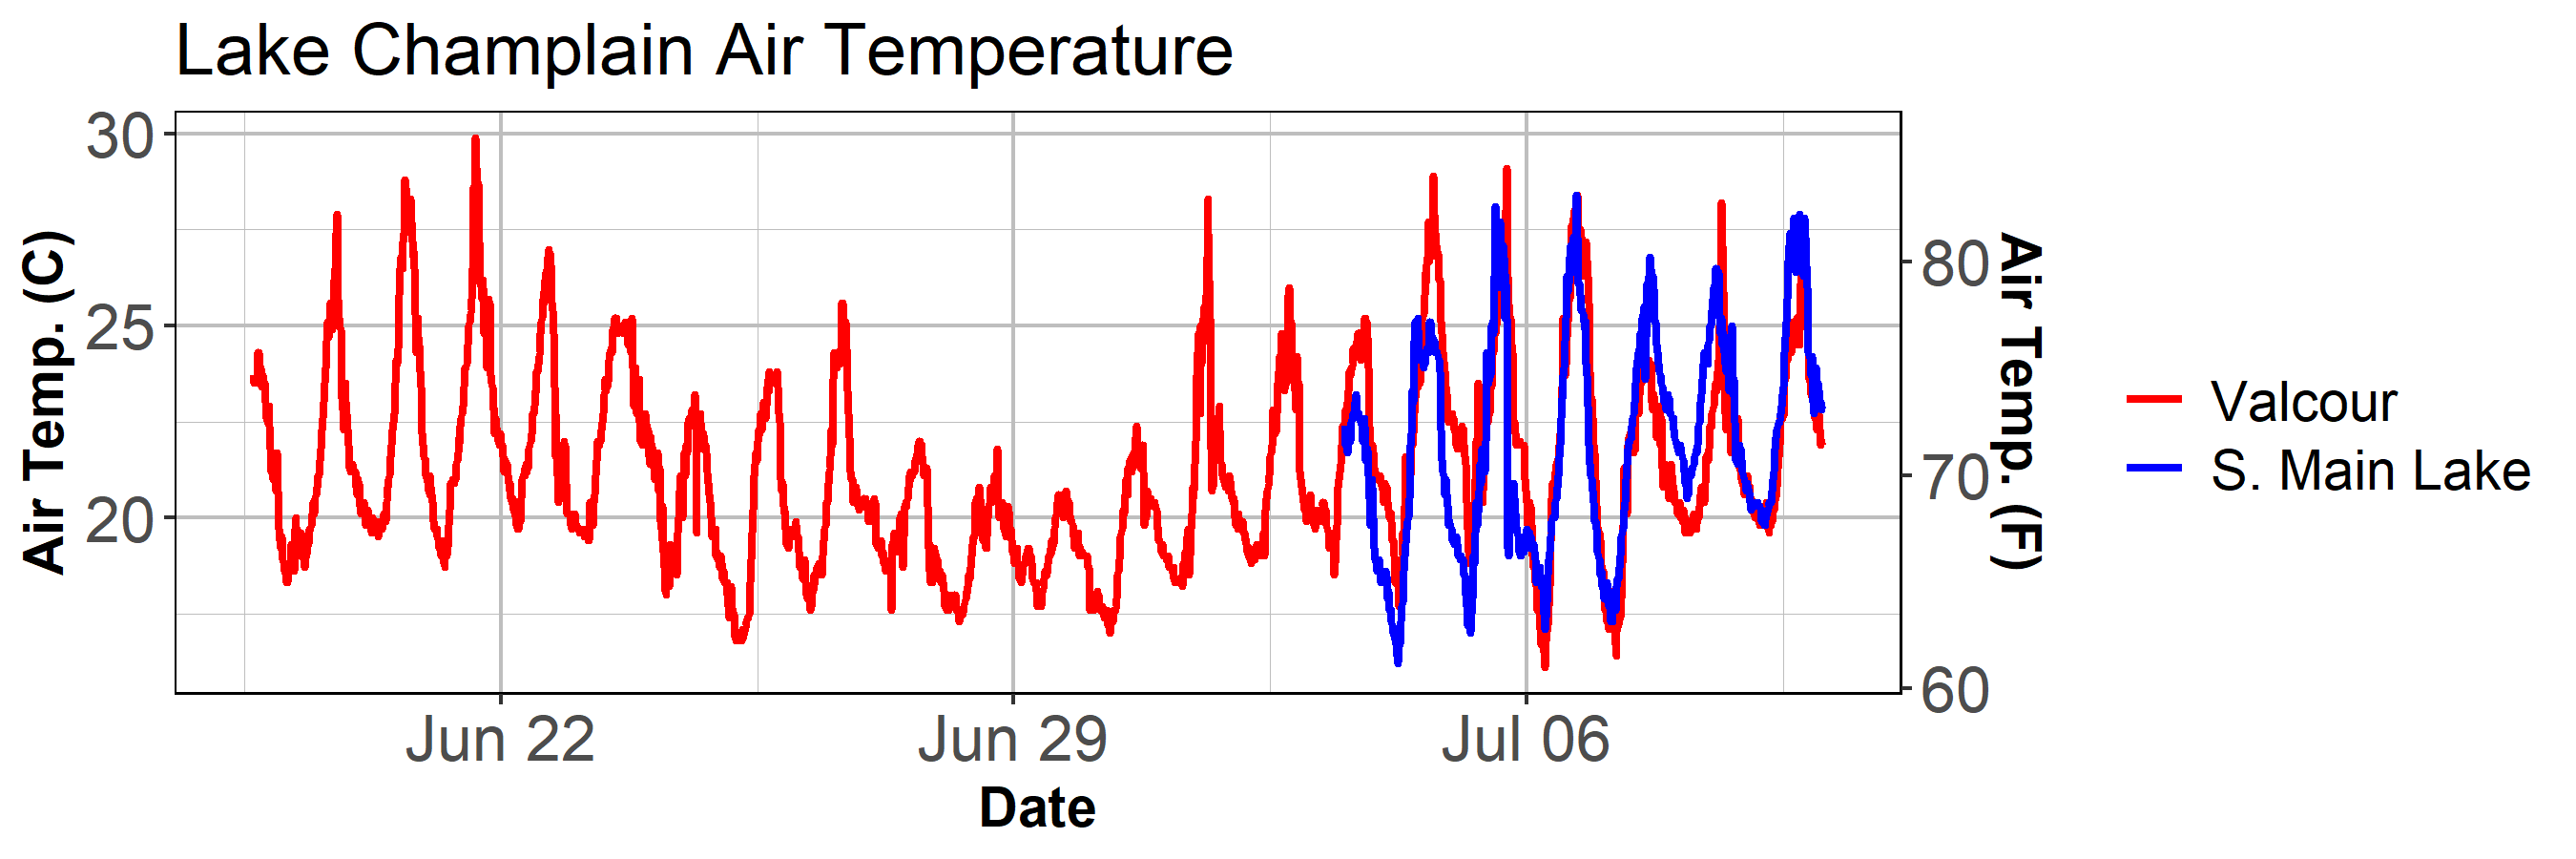 Lake Champlain Air Temperature
Air Temp. (C)
30
25
20
Air Temp. (F)
80
70
60
Jun 22
Jun 29
Jul 06
Date
Valcour
S. Main Lake